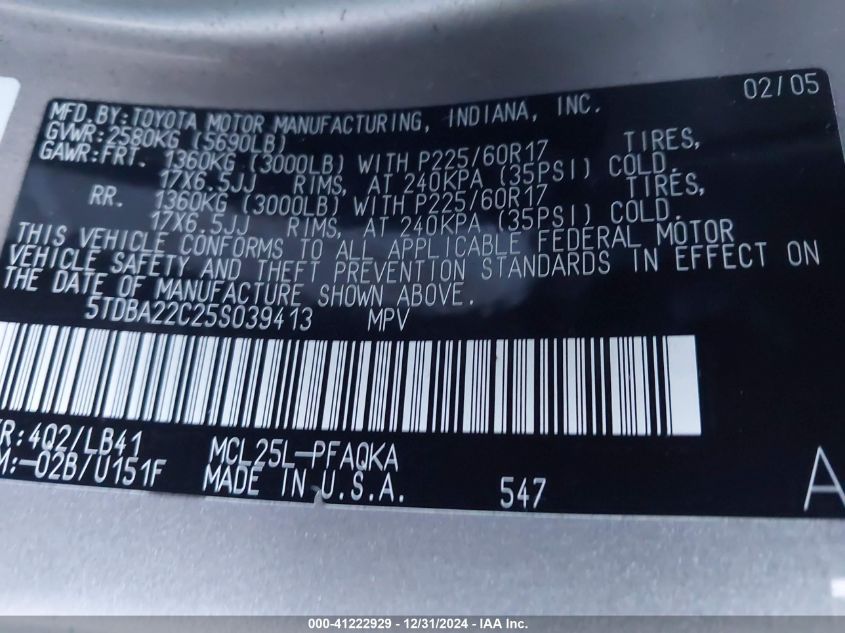 02/05
MFD.BY:TOYOTA MOTOR MANUFACTURING, INDIANA, INC.
GVWR:2580KG (5690LB)
GAWR:FRT. 1360KG (3000LB) WITH P225/60R17 TIRES,
17X6.5JJ RIMS, AT 240KPA (35PSI) COLD.
RR. 1360KG (3000LB) WITH P225/60R17 TIRES,
17X6.5JJ RIMS, AT 240KPA (35PSI) COLD.
THIS VEHICLE CONFORMS TO ALL APPLICABLE FEDERAL MOTOR
VEHICLE SAFETY AND THEFT PREVENTION STANDARDS IN EFFECT ON
THE DATE OF MANUFACTURE SHOWN ABOVE.
5TDBA22C25S039413 MPV
R:4Q2/LB41 MCL25L-PFAQKA
M:-02B/U151F MADE IN U.S.A. 547 A
000-41222929 - 12/31/2024 - IAA Inc.